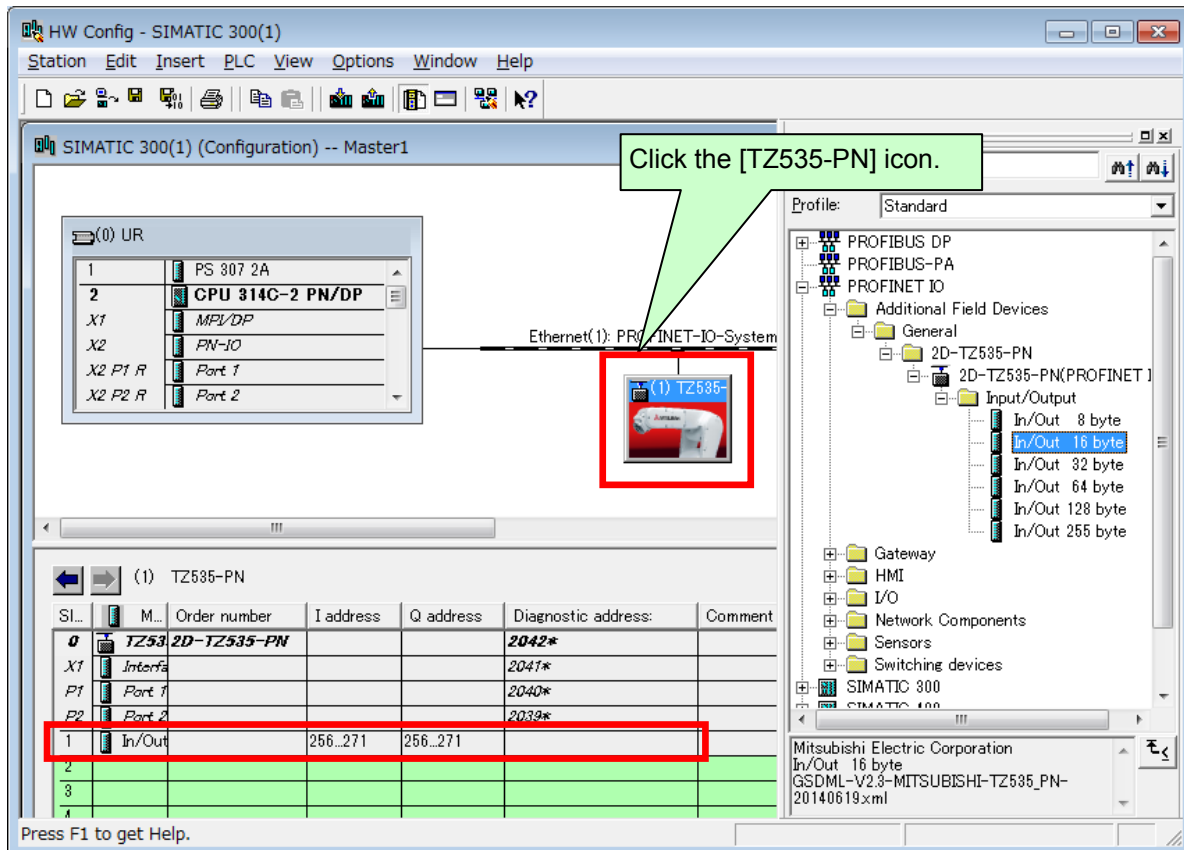 HW Config - SIMATIC 300(1)
Station Edit Insert PLC View Options Window Help
SIMATIC 300(1) (Configuration) -- Master1
Click the [TZ535-PN] icon.
Profile: Standard
(0) UR
1 PS 307 2A
2 CPU 314C-2 PN/DP
X1 MPI/DP
X2 PN-IO
X2 P1 R Port 1
X2 P2 R Port 2
Ethernet(1): PROFINET-IO-System
(1) TZ535-
PROFIBUS DP
PROFIBUS-PA
PROFINET IO
Additional Field Devices
General
2D-TZ535-PN
2D-TZ535-PN(PROFINET I
Input/Output
In/Out 8 byte
In/Out 16 byte
In/Out 32 byte
In/Out 64 byte
In/Out 128 byte
In/Out 255 byte
Gateway
HMI
I/O
Network Components
Sensors
Switching devices
SIMATIC 300
(1) TZ535-PN
Sl... M... Order number I address Q address Diagnostic address: Comment
0 TZ53 2D-TZ535-PN 2042*
X1 Interfa 2041*
P1 Port 1 2040*
P2 Port 2 2039*
1 In/Out 256...271 256...271
2
3
4
Mitsubishi Electric Corporation
In/Out 16 byte
GSDML-V2.3-MITSUBISHI-TZ535_PN-
20140619.xml
Press F1 to get Help.